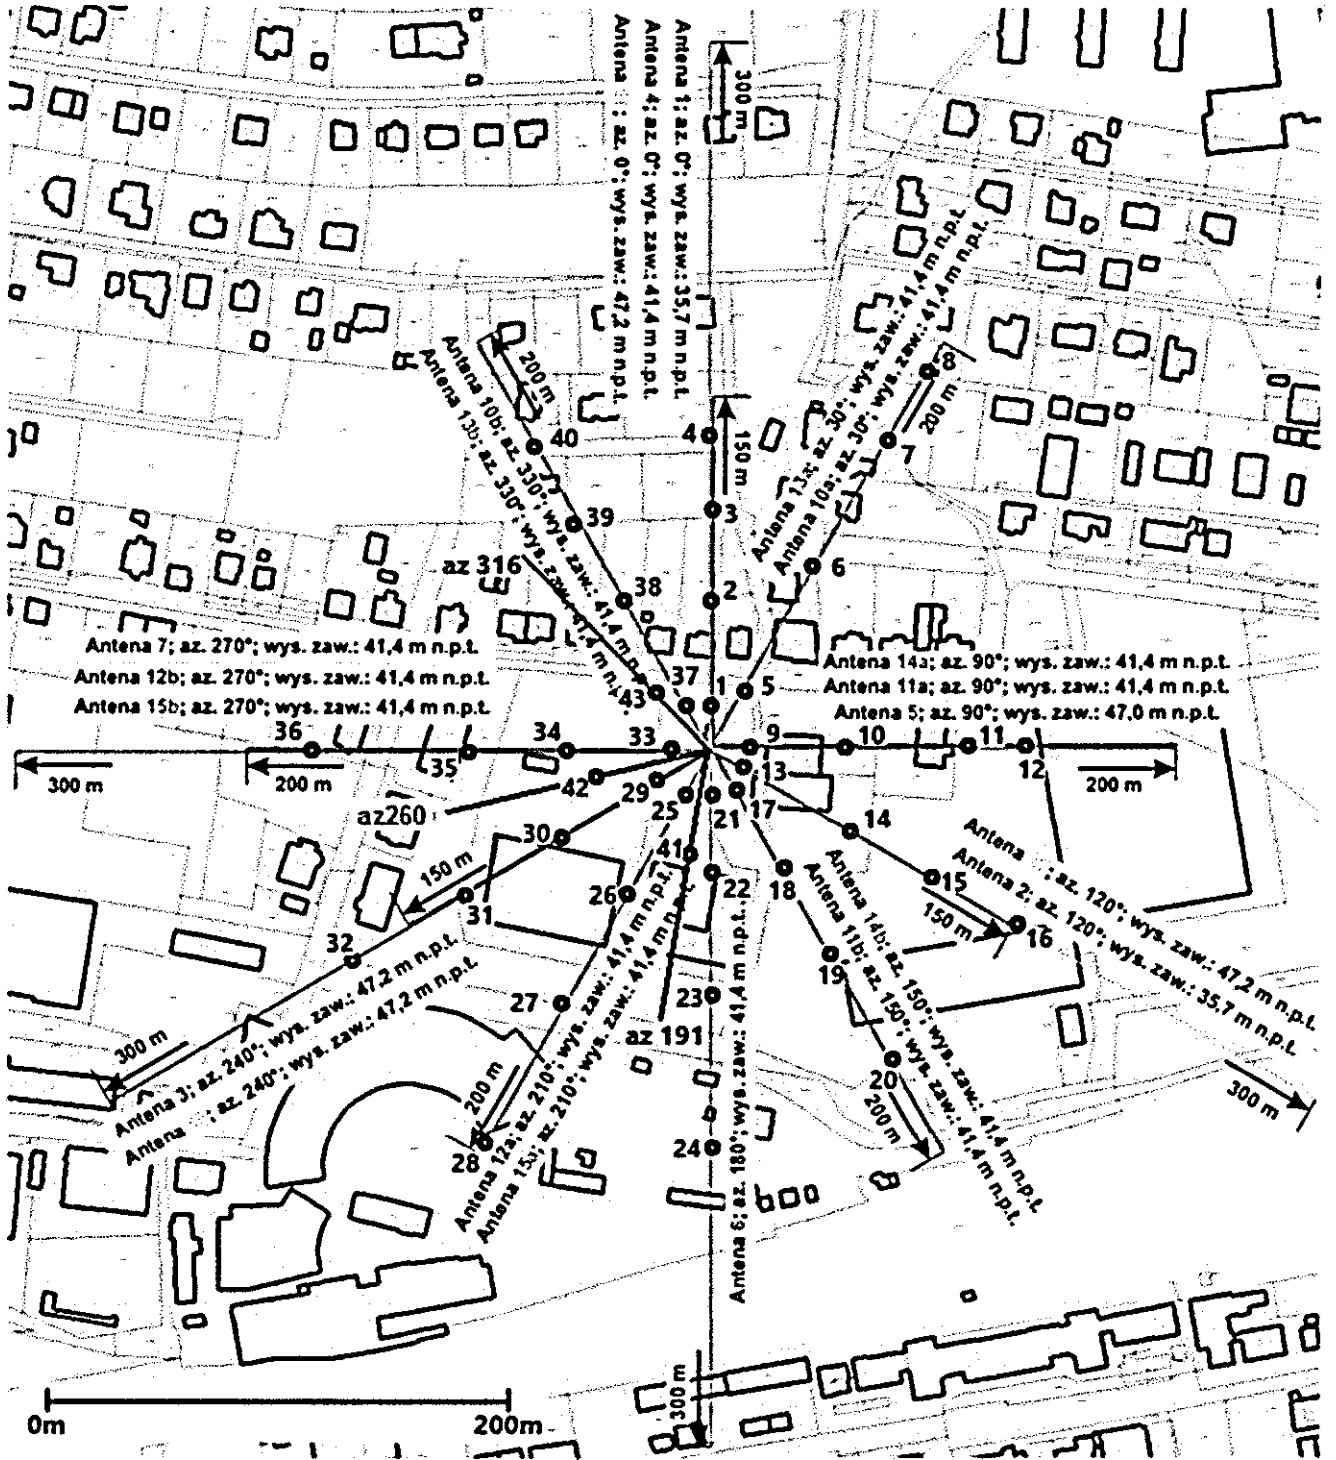 Antena 1; az. 0°; wys. zaw.: 35,7 m n.p.t.
Antena 4; az. 0°; wys. zaw.: 41,4 m n.p.t.
Antena ; az. 0°; wys. zaw.: 47,2 m n.p.t.
300 m
150 m
Antena 13a; az. 30°; wys. zaw.: 41,4 m n.p.t.
Antena 10a; az. 30°; wys. zaw.: 41,4 m n.p.t.
200 m
Antena 10b; az. 330°; wys. zaw.: 41,4 m n.p.t.
Antena 13b; az. 330°; wys. zaw.: 41,4 m n.p.t.
200 m
8
4
7
40
3
39
6
az 316
38
2
Antena 7; az. 270°; wys. zaw.: 41,4 m n.p.t.
Antena 12b; az. 270°; wys. zaw.: 41,4 m n.p.t.
Antena 15b; az. 270°; wys. zaw.: 41,4 m n.p.t.
Antena 14a; az. 90°; wys. zaw.: 41,4 m n.p.t.
Antena 11a; az. 90°; wys. zaw.: 41,4 m n.p.t.
Antena 5; az. 90°; wys. zaw.: 47,0 m n.p.t.
37
43
1
5
36
34
33
9
10
11
35
12
13
300 m
200 m
200 m
42
29
25
21
17
az260
30
14
41
22
18
15
150 m
31
26
150 m
16
Antena ; az. 120°; wys. zaw.: 47,2 m n.p.t.
Antena 2; az. 120°; wys. zaw.: 35,7 m n.p.t.
300 m
32
19
27
23
az 191
20
300 m
Antena 3; az. 240°; wys. zaw.: 47,2 m n.p.t.
Antena ; az. 240°; wys. zaw.: 47,2 m n.p.t.
200 m
28
Antena 12a; az. 210°; wys. zaw.: 41,4 m n.p.t.
Antena 15a; az. 210°; wys. zaw.: 41,4 m n.p.t.
24
Antena 6; az. 180°; wys. zaw.: 41,4 m n.p.t.
Antena 14b; az. 150°; wys. zaw.: 41,4 m n.p.t.
Antena 11b; az. 150°; wys. zaw.: 41,4 m n.p.t.
200 m
300 m
0m
200m